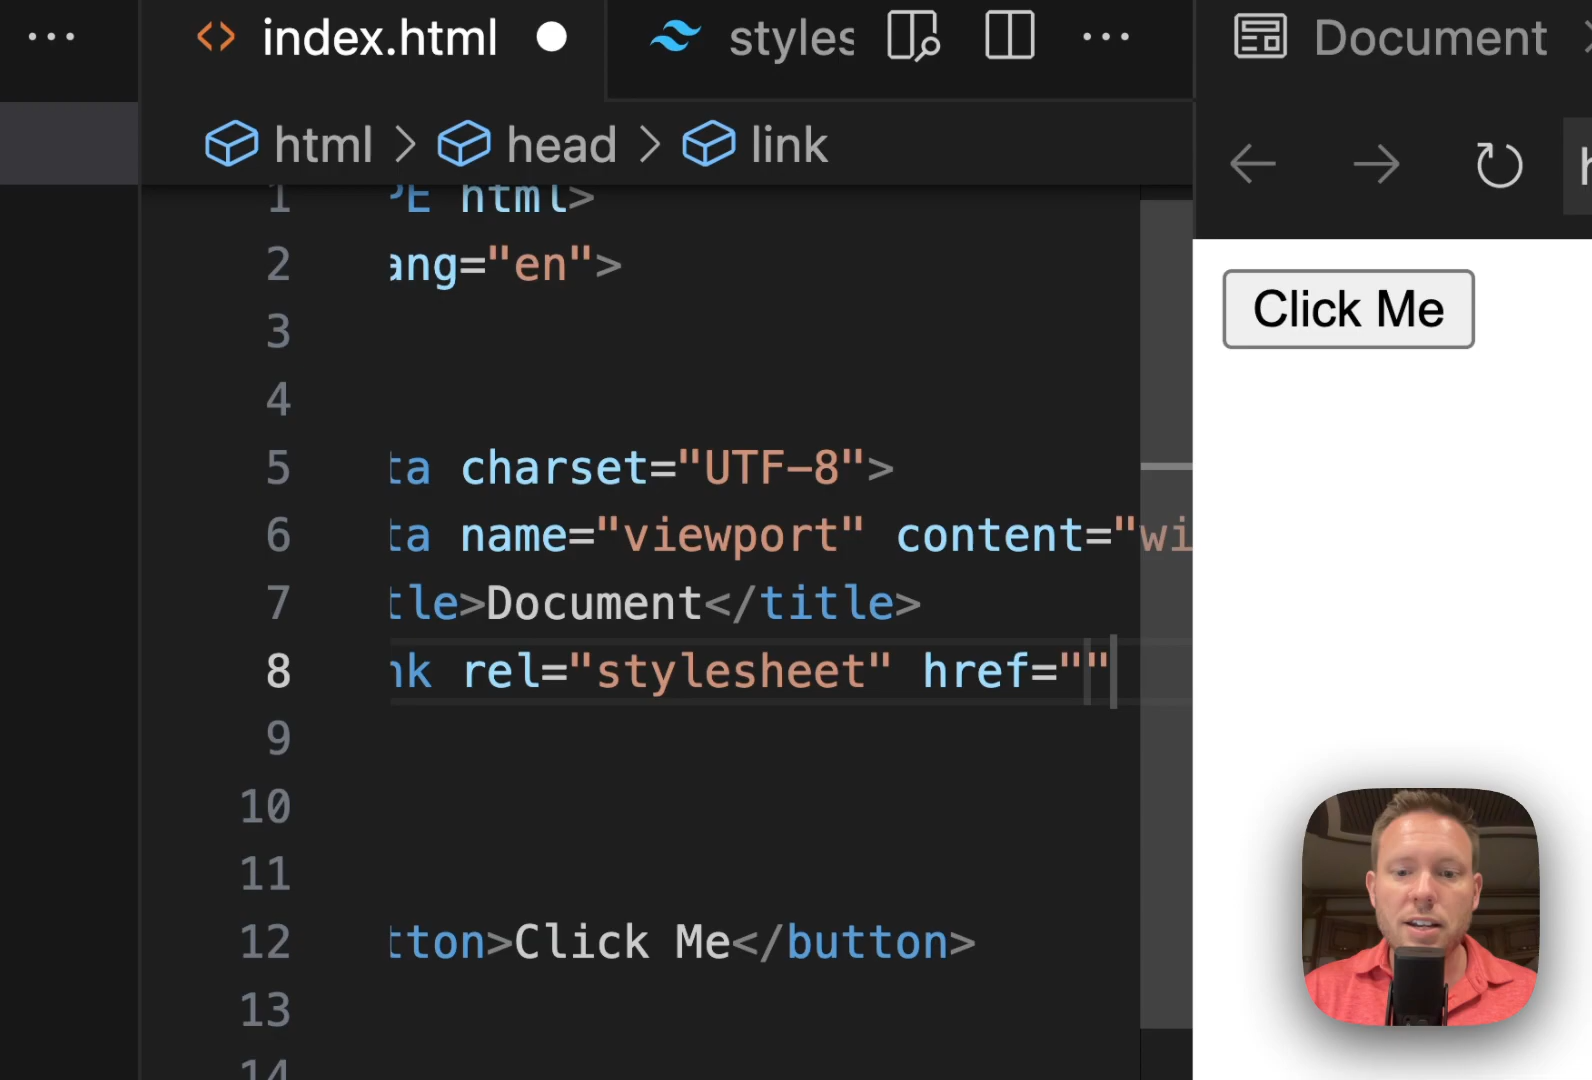 index.html
styles
Document
html > head > link
1 PE html>
2 ang="en">
3
4
5 ta charset="UTF-8">
6 ta name="viewport" content="wi
7 tle>Document</title>
8 nk rel="stylesheet" href=""
9
10
11
12 tton>Click Me</button>
13
14
Click Me